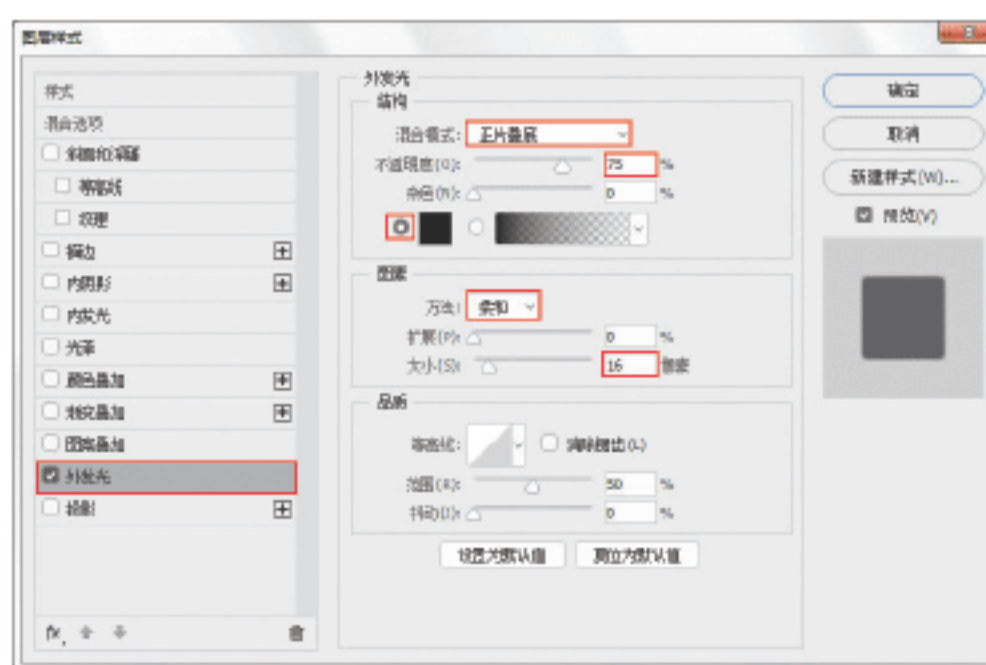 图层样式
样式
混合选项
斜面和浮雕
等高线
纹理
描边
内阴影
内发光
光泽
颜色叠加
渐变叠加
图案叠加
外发光
投影
fx
外发光
结构
混合模式: 正片叠底
不透明度(O): 75 %
杂色(N): 0 %
图素
方法: 柔和
扩展(P): 0 %
大小(S): 16 像素
品质
等高线: 消除锯齿(L)
范围(R): 50 %
抖动(J): 0 %
设置为默认值 复位为默认值
确定
取消
新建样式(W)...
预览(V)